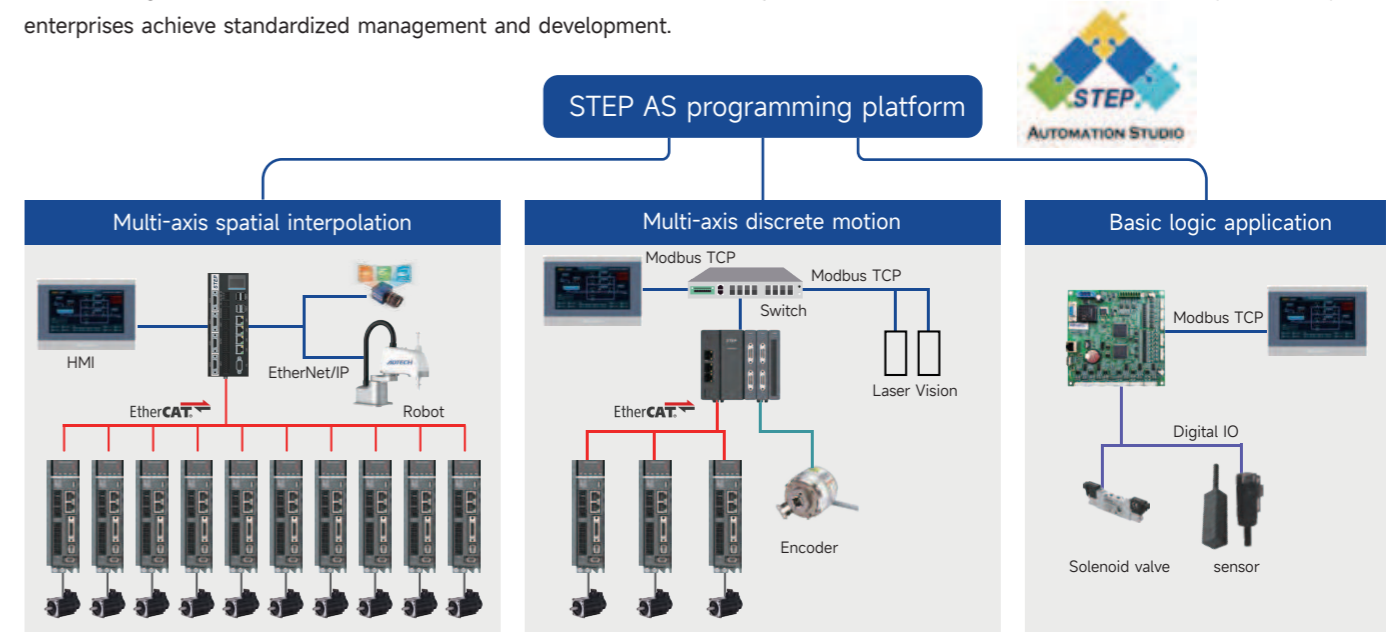 enterprises achieve standardized management and development.
STEP AS programming platform
STEP
AUTOMATION STUDIO
Multi-axis spatial interpolation
HMI
EtherNet/IP
Robot
EtherCAT
Multi-axis discrete motion
Modbus TCP
Modbus TCP
Switch
Laser Vision
EtherCAT
Encoder
Basic logic application
Modbus TCP
Digital IO
Solenoid valve
sensor